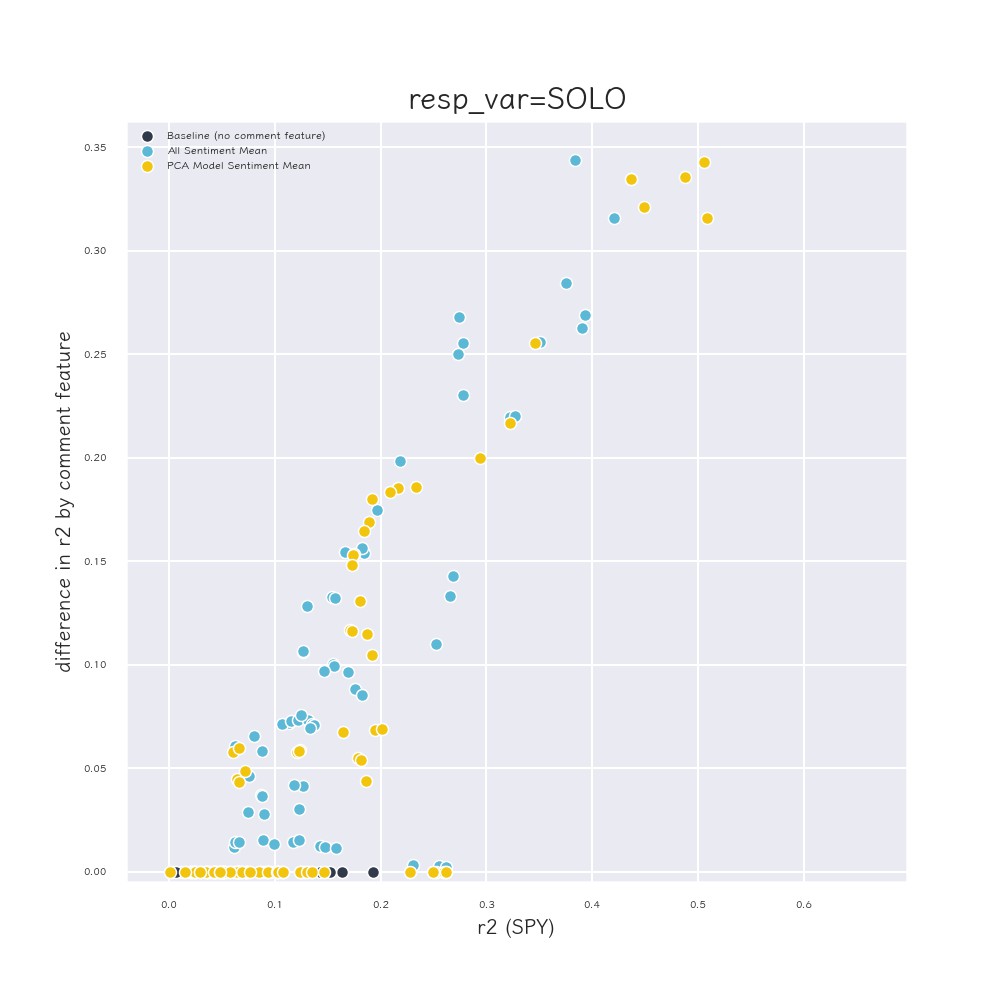 resp_var=SOLO
Baseline (no comment feature)
All Sentiment Mean
PCA Model Sentiment Mean
difference in r2 by comment feature
0.35
0.30
0.25
0.20
0.15
0.10
0.05
0.00
0.0 0.1 0.2 0.3 0.4 0.5 0.6
r2 (SPY)